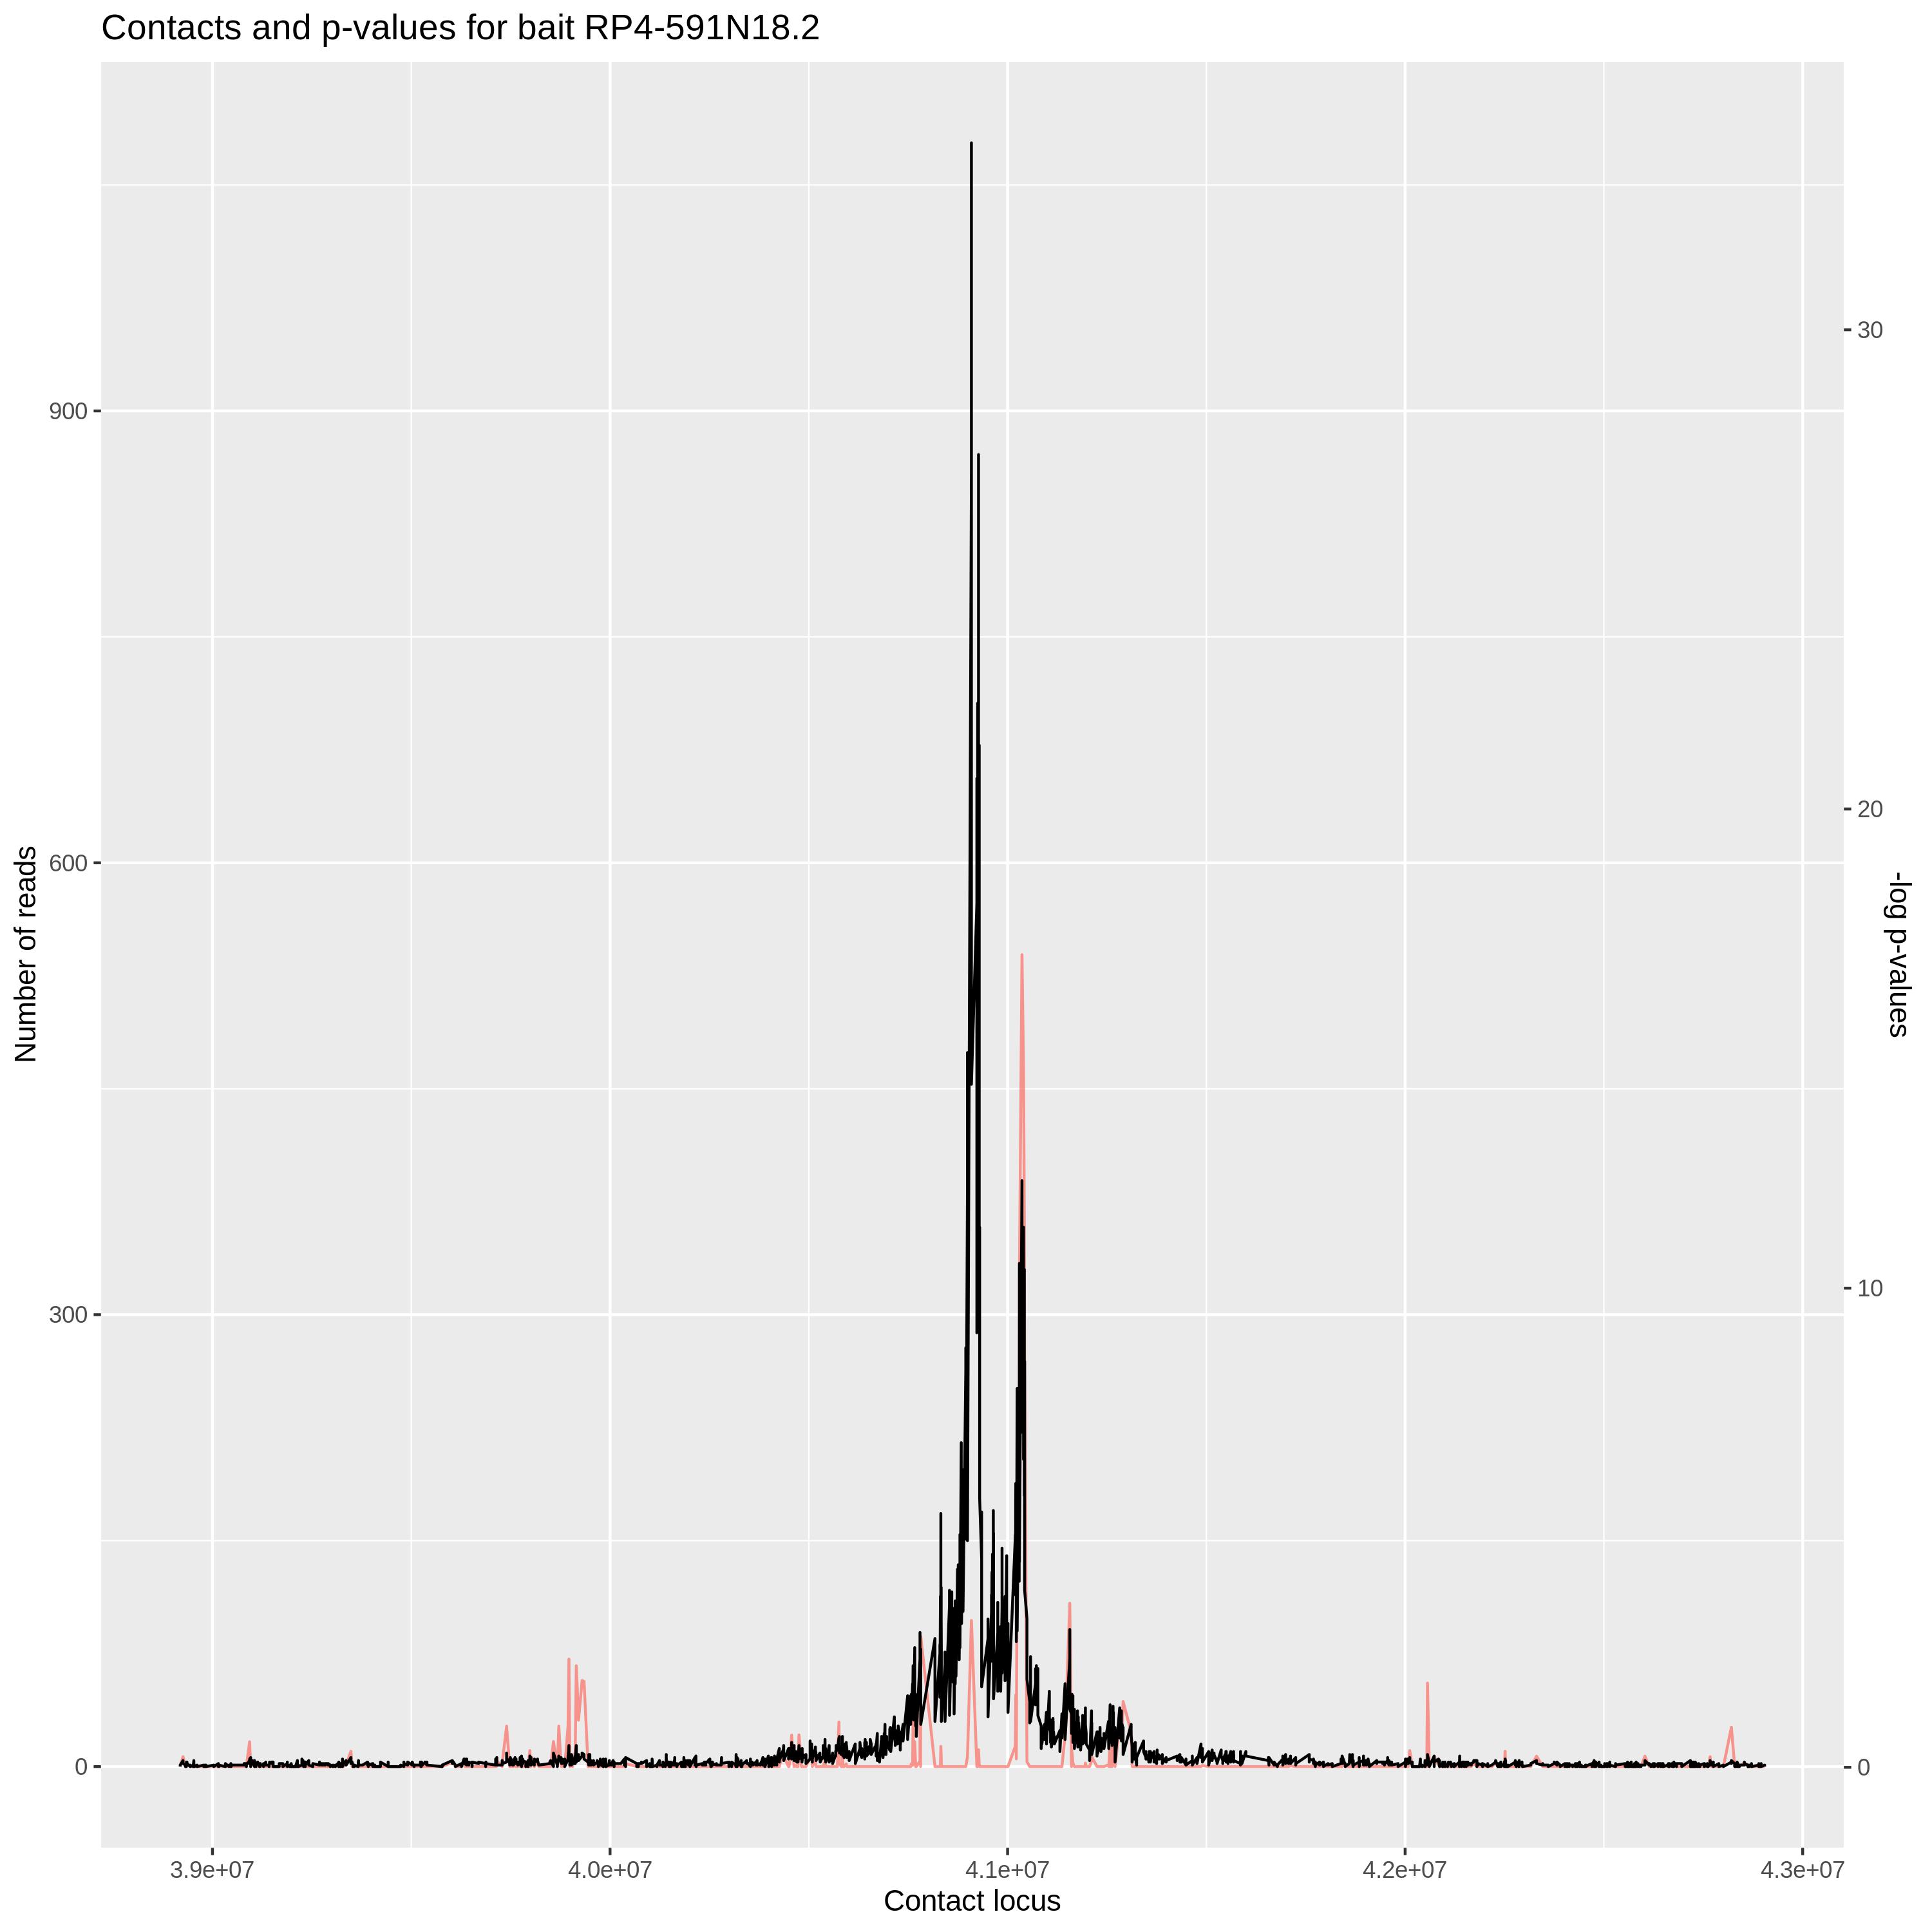 Contacts and p-values for bait RP4-591N18.2
900
600
300
0
Number of reads
30
20
10
0
-log p-values
3.9e+07 4.0e+07 4.1e+07 4.2e+07 4.3e+07
Contact locus